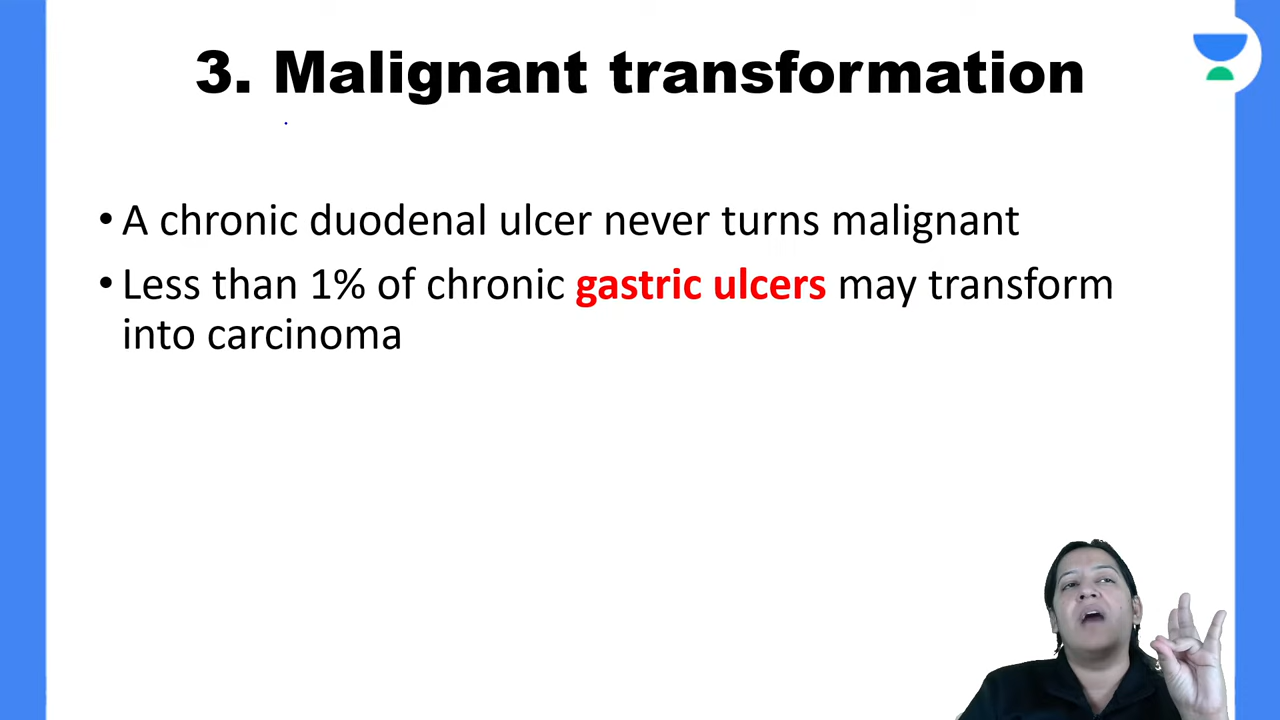 3. Malignant transformation
• A chronic duodenal ulcer never turns malignant
• Less than 1% of chronic gastric ulcers may transform
into carcinoma